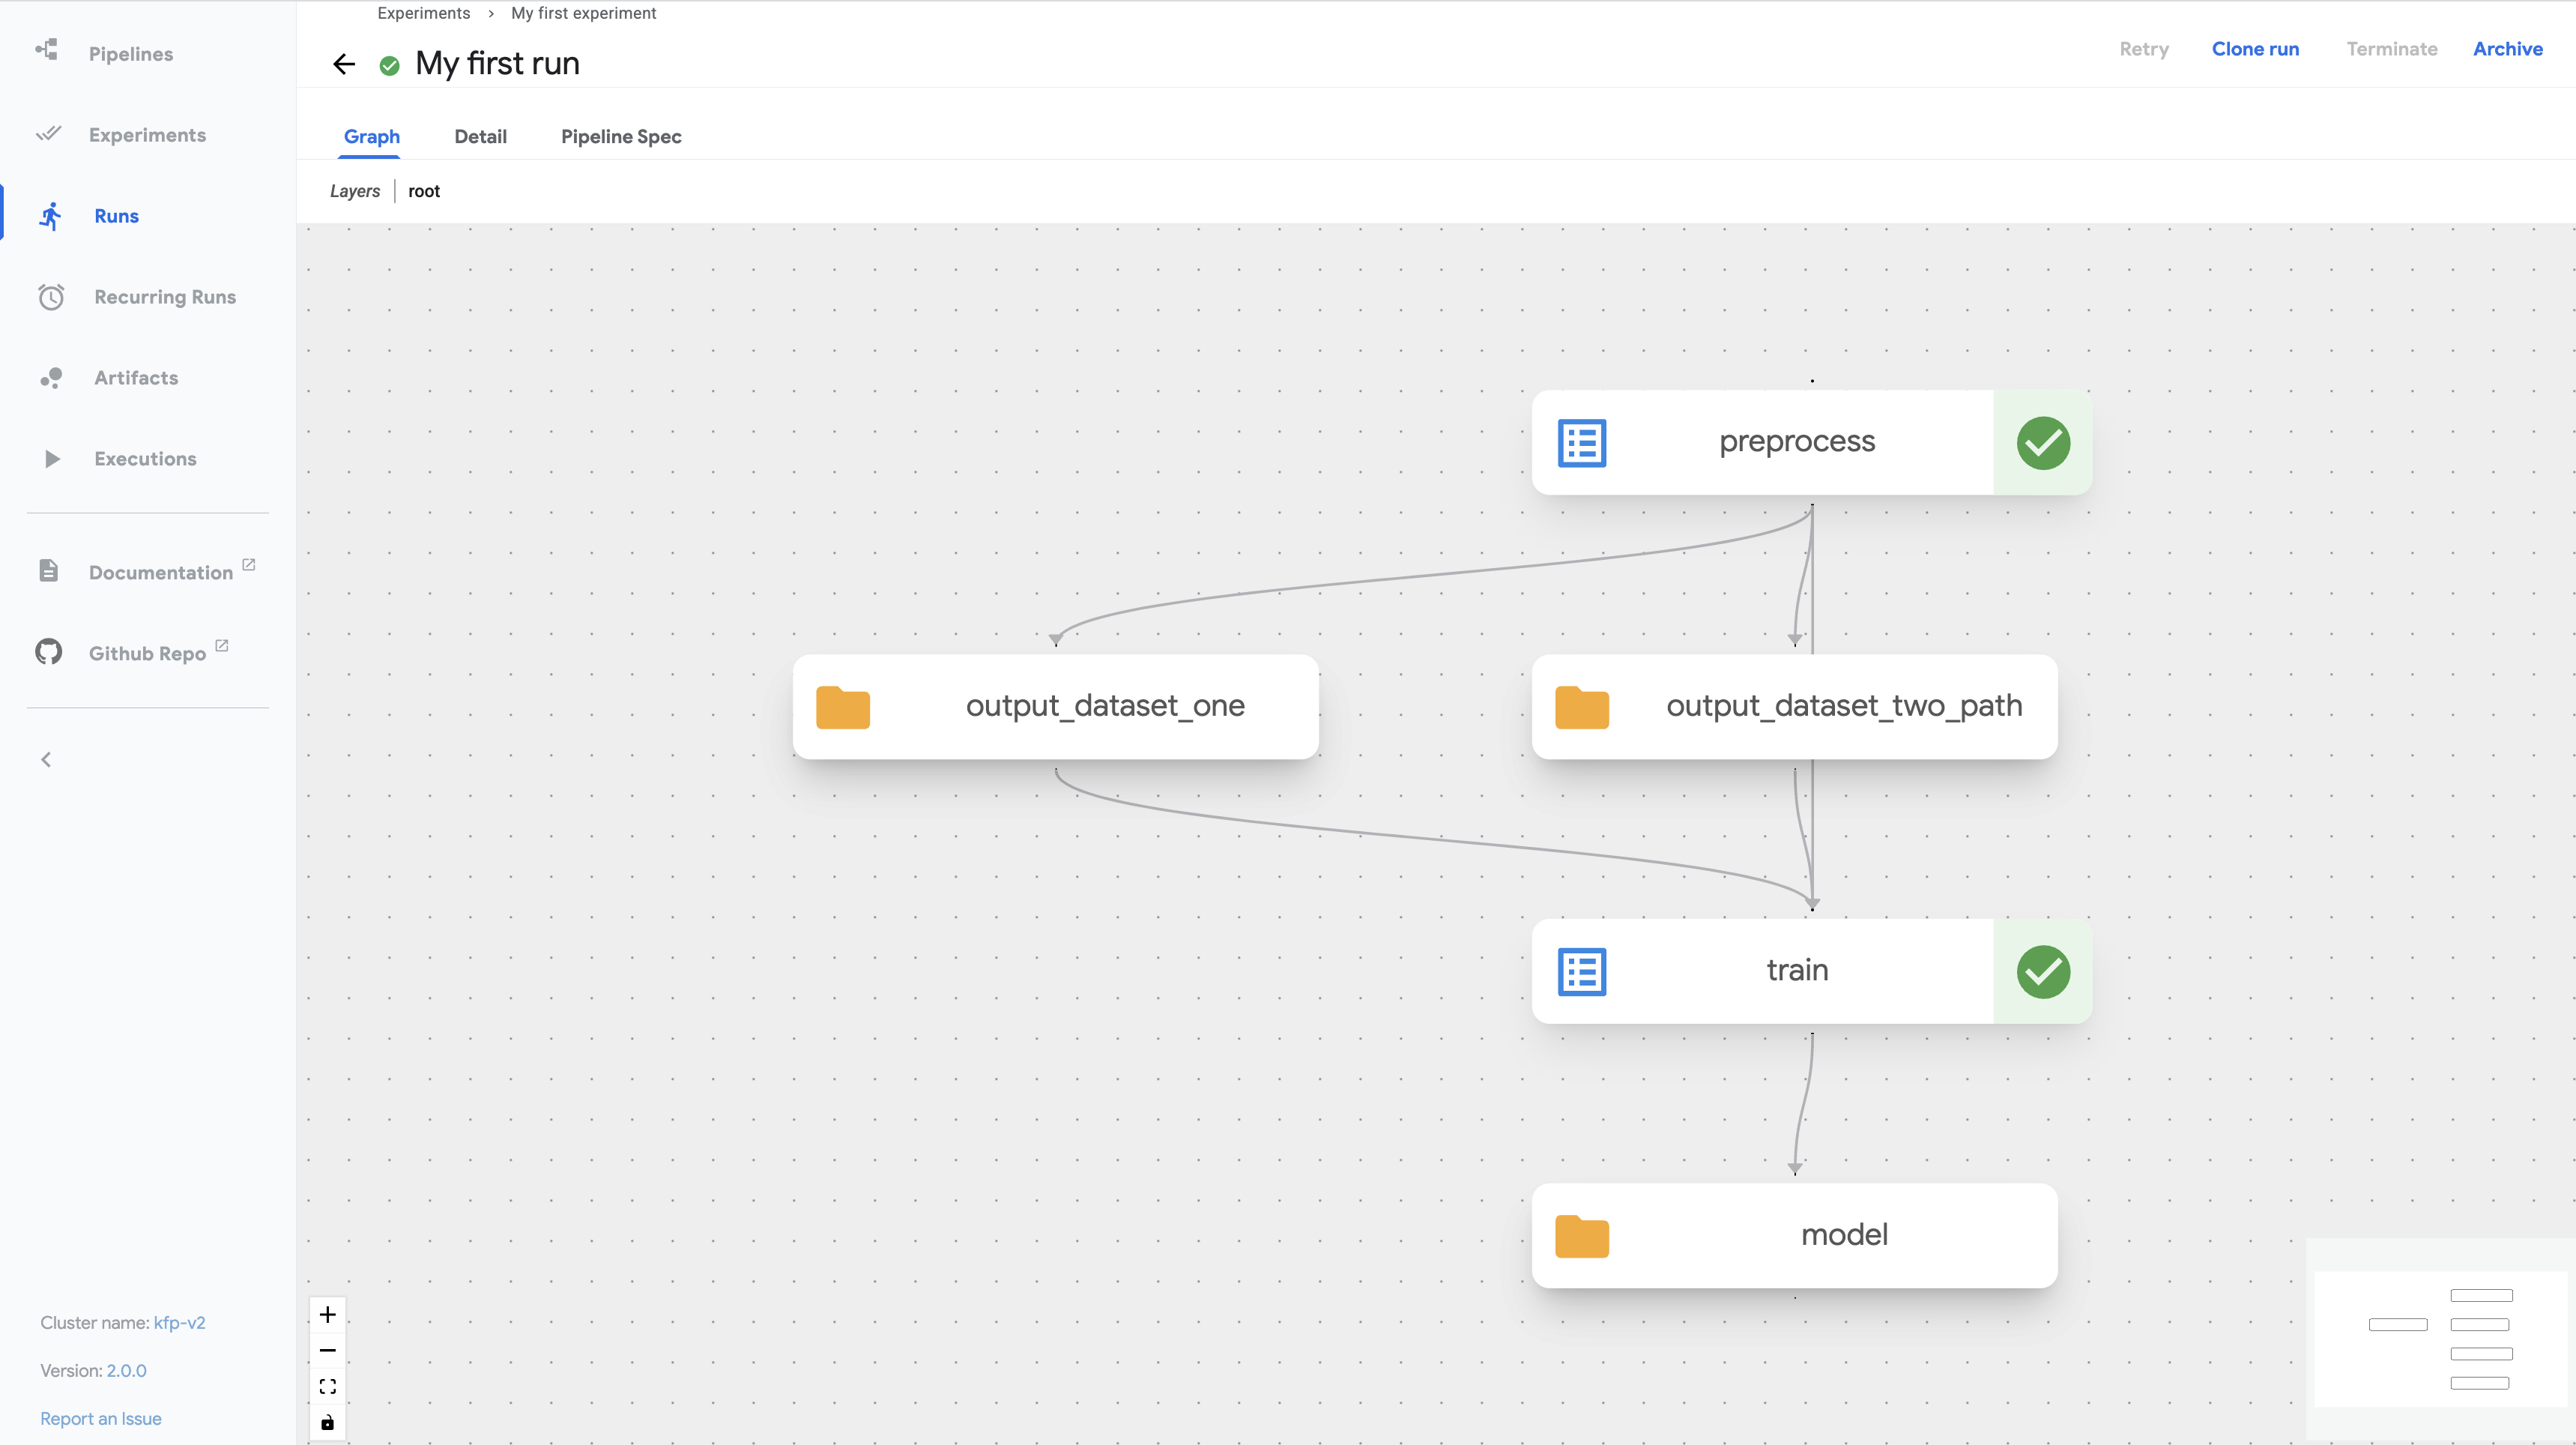 Pipelines
Experiments
Runs
Recurring Runs
Artifacts
Executions
Documentation
Github Repo
Cluster name: kfp-v2
Version: 2.0.0
Report an Issue
Experiments > My first experiment
My first run
Retry Clone run Terminate Archive
Graph Detail Pipeline Spec
Layers root
preprocess
output_dataset_one
output_dataset_two_path
train
model